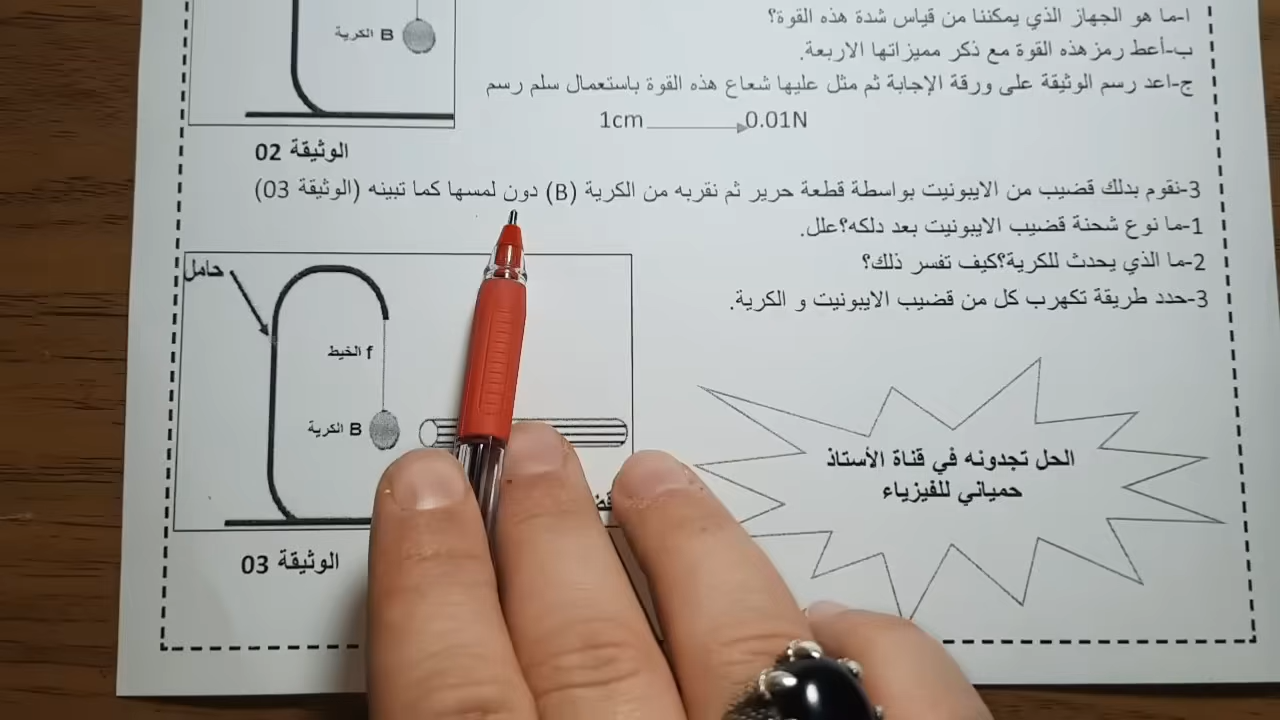 ا-ما هو الجهاز الذي يمكننا من قياس شدة هذه القوة؟
ب-أعط رمزهذه القوة مع ذكر مميزاتها الاربعة.
ج-اعد رسم الوثيقة على ورقة الإجابة ثم مثل عليها شعاع هذه القوة باستعمال سلم رسم
1cm 0.01N
الكرية B
الوثيقة 02
3-نقوم بدلك قضيب من الايبونيت بواسطة قطعة حرير ثم نقربه من الكرية (B) دون لمسها كما تبينه (الوثيقة 03)
1-ما نوع شحنة قضيب الايبونيت بعد دلكه؟علل.
2-ما الذي يحدث للكرية؟كيف تفسر ذلك؟
3-حدد طريقة تكهرب كل من قضيب الايبونيت و الكرية.
حامل
الخيط f
الكرية B
الوثيقة 03
الحل تجدونه في قناة الأستاذ
حمياني للفيزياء